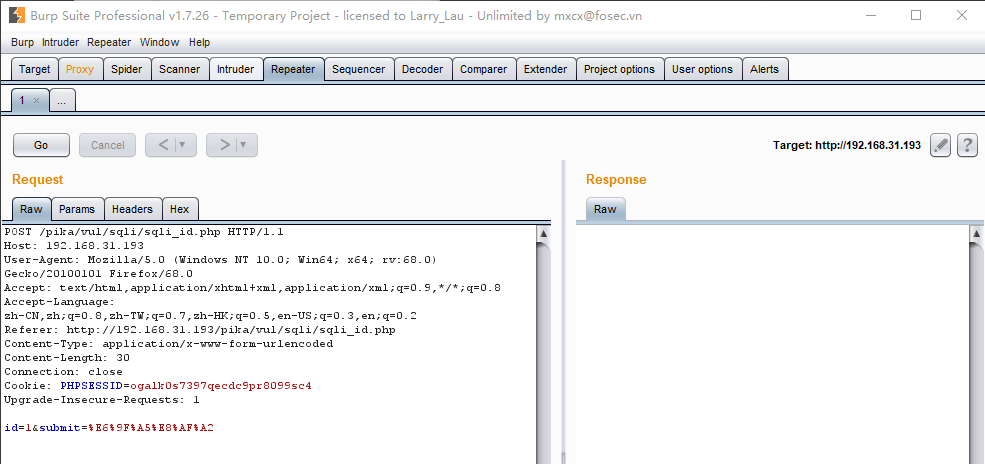 Burp Suite Professional v1.7.26 - Temporary Project - licensed to Larry_Lau - Unlimited by mxcx@fosec.vn
Burp Intruder Repeater Window Help
Target Proxy Spider Scanner Intruder Repeater Sequencer Decoder Comparer Extender Project options User options Alerts
1 × ...
Go Cancel < ▼ > ▼ Target: http://192.168.31.193 ?
Request
Raw Params Headers Hex
POST /pika/vul/sqli/sqli_id.php HTTP/1.1
Host: 192.168.31.193
User-Agent: Mozilla/5.0 (Windows NT 10.0; Win64; x64; rv:68.0)
Gecko/20100101 Firefox/68.0
Accept: text/html,application/xhtml+xml,application/xml;q=0.9,*/*;q=0.8
Accept-Language:
zh-CN,zh;q=0.8,zh-TW;q=0.7,zh-HK;q=0.5,en-US;q=0.3,en;q=0.2
Referer: http://192.168.31.193/pika/vul/sqli/sqli_id.php
Content-Type: application/x-www-form-urlencoded
Content-Length: 30
Connection: close
Cookie: PHPSESSID=ogalk0s7397qecdc9pr8099sc4
Upgrade-Insecure-Requests: 1
id=1&submit=%E6%9F%A5%E8%AF%A2
Response
Raw